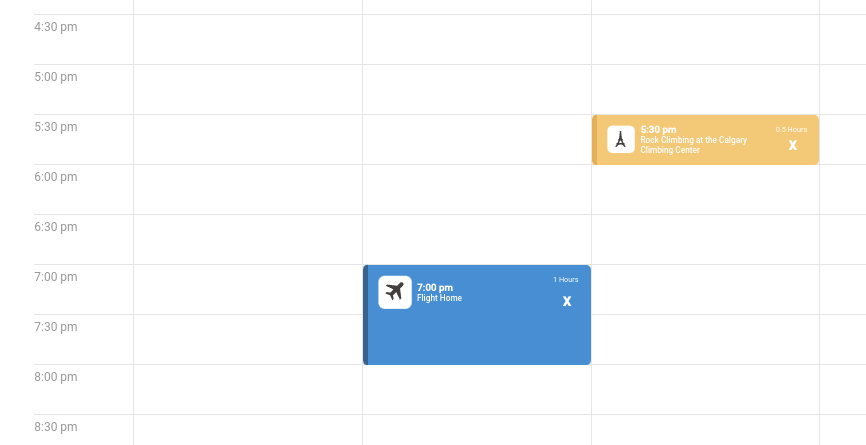 4:30 pm
5:00 pm
5:30 pm
5:30 pm
0.5 Hours
Rock Climbing at the Calgary
Climbing Center
X
6:00 pm
6:30 pm
7:00 pm
1 Hours
7:00 pm
Flight Home
X
7:30 pm
8:00 pm
8:30 pm